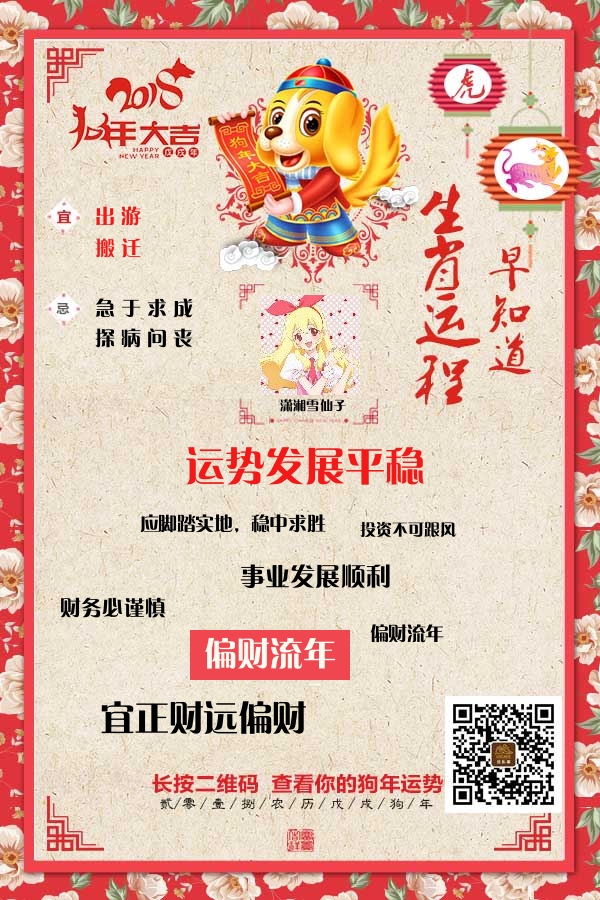 2018
狗年大吉
HAPPY
NEW YEAR 戊戌年
狗年大吉
虎
生肖运程
早知道
宜
出游
搬迁
忌
急于求成
探病问丧
潇湘雪仙子
HAPPY CHINESE NEW YEAR
运势发展平稳
应脚踏实地，稳中求胜
投资不可跟风
事业发展顺利
财务必谨慎
偏财流年
偏财流年
宜正财远偏财
长按二维码 查看你的狗年运势
贰/零/壹/捌/农/历/戊/戌/狗/年